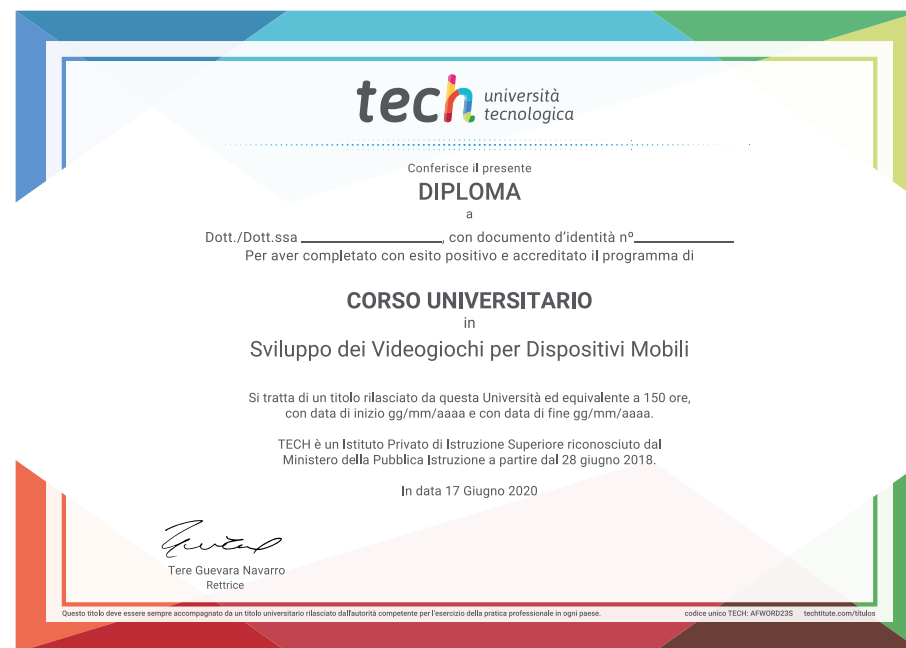 tech università
tecnologica
Conferisce il presente
DIPLOMA
a
Dott./Dott.ssa ____________________, con documento d'identità nº______________
Per aver completato con esito positivo e accreditato il programma di
CORSO UNIVERSITARIO
in
Sviluppo dei Videogiochi per Dispositivi Mobili
Si tratta di un titolo rilasciato da questa Università ed equivalente a 150 ore,
con data di inizio gg/mm/aaaa e con data di fine gg/mm/aaaa.
TECH è un Istituto Privato di Istruzione Superiore riconosciuto dal
Ministero della Pubblica Istruzione a partire dal 28 giugno 2018.
In data 17 Giugno 2020
Tere Guevara Navarro
Rettrice
Questo titolo deve essere sempre accompagnato da un titolo universitario rilasciato dall'autorità competente per l'esercizio della pratica professionale in ogni paese. codice unico TECH: AFWORD23S techtitute.com/titulos